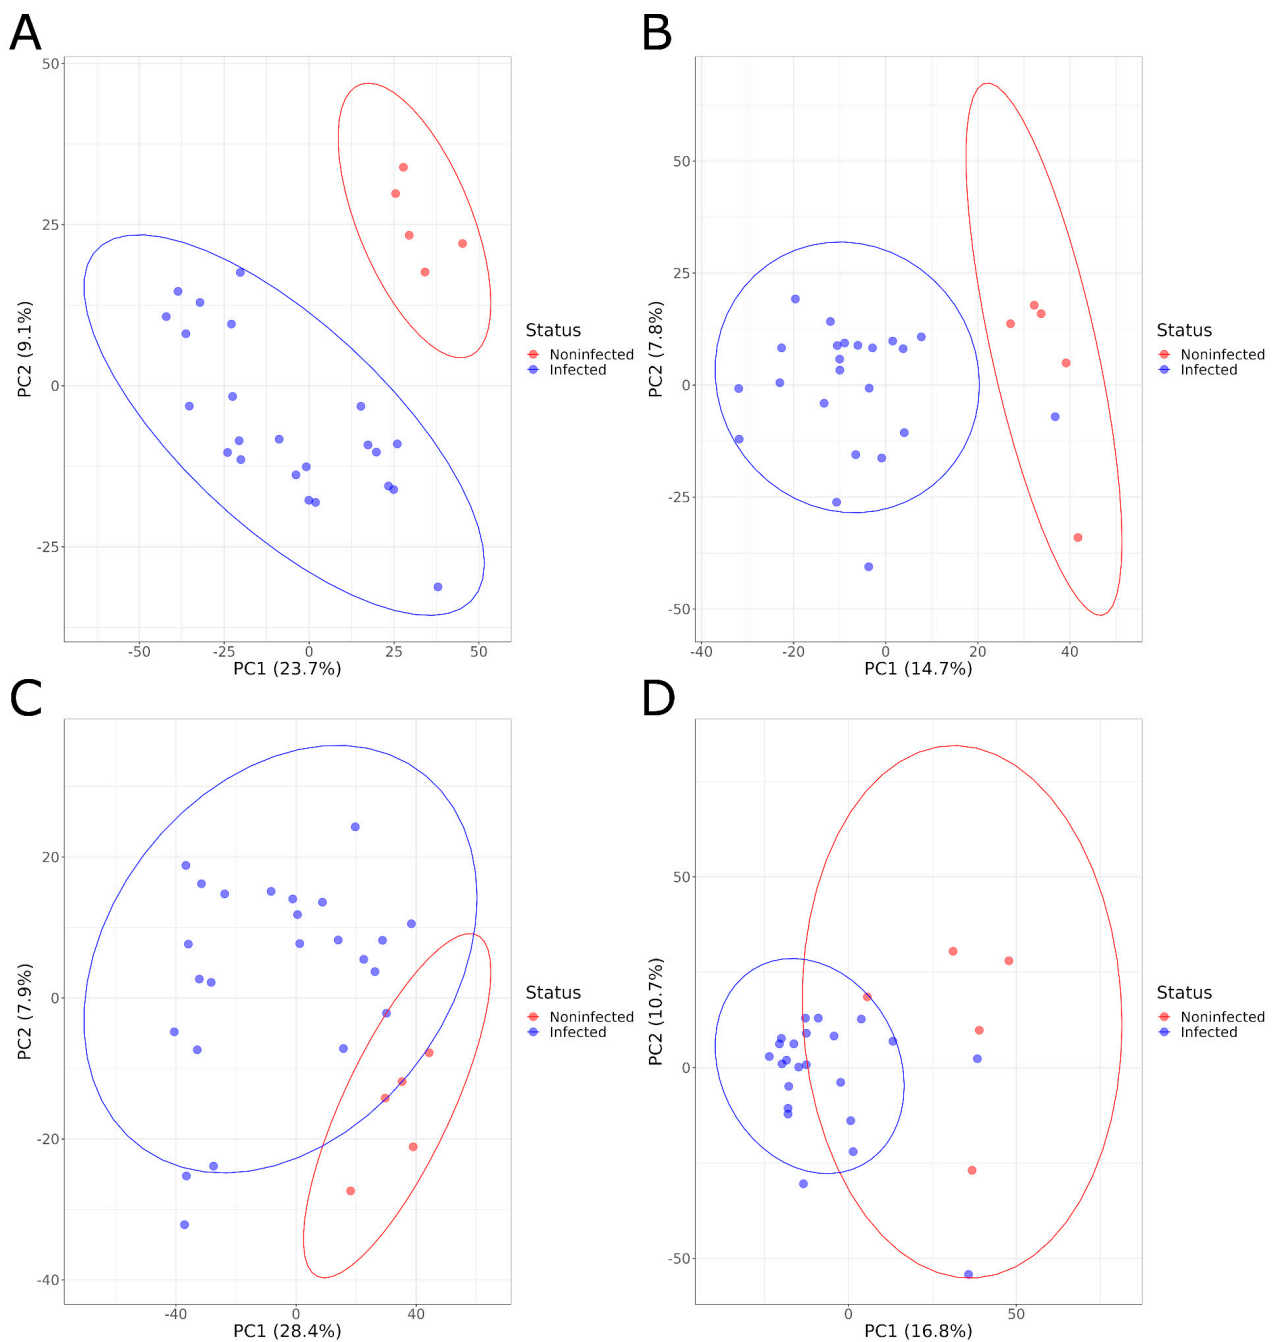 A
B
50
25
0
-25
PC2 (9.1%)
-50
-25
0
25
50
PC1 (23.7%)
Status
Noninfected
Infected
50
25
0
-25
-50
PC2 (7.8%)
-40
-20
0
20
40
PC1 (14.7%)
Status
Noninfected
Infected
C
D
20
0
-20
-40
PC2 (7.9%)
-40
0
40
PC1 (28.4%)
Status
Noninfected
Infected
50
0
-50
PC2 (10.7%)
0
50
PC1 (16.8%)
Status
Noninfected
Infected